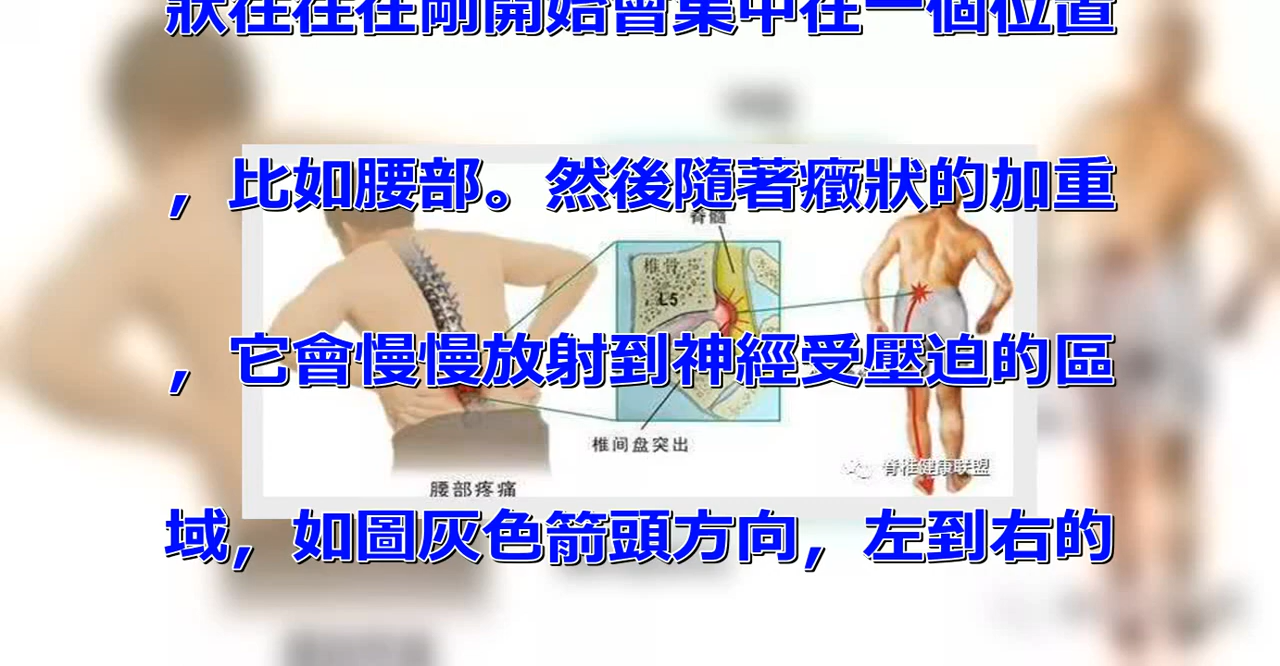 狀往往在剛開始會集中在一個位置
，比如腰部。然後隨著癥狀的加重
脊髓
椎骨
L5
，它會慢慢放射到神經受壓迫的區
椎间盘突出
脊椎健康联盟
腰部疼痛
域，如圖灰色箭頭方向，左到右的